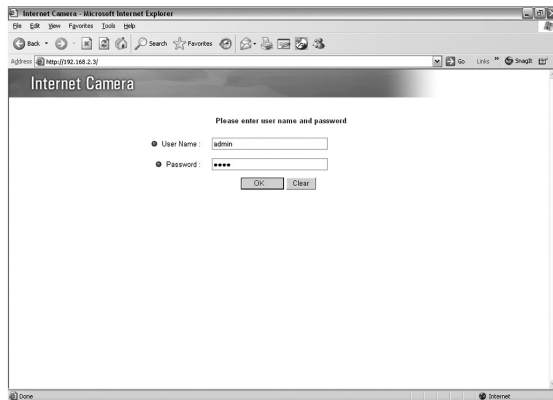 Internet Camera - Microsoft Internet Explorer
File Edit View Favorites Tools Help
Back Search Favorites
Address http://192.168.2.3/ Go Links » SnagIt
Internet Camera
Please enter user name and password
User Name : admin
Password : ●●●●
OK Clear
Done Internet